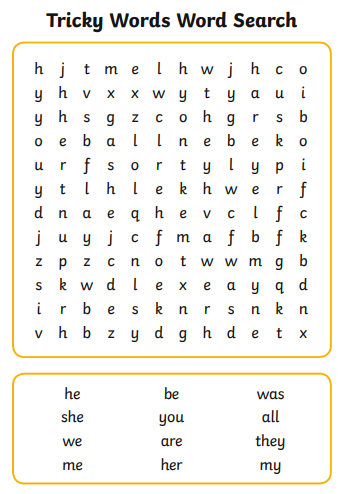 Tricky Words Word Search
h j t m e l h w j h c o
y h v x x w y t y a u i
y h s g z c o h g r s b
o e b a l l n e b e k o
u r f s o r t y l y p i
y t l h l e k h w e r f
d n a e q h e v c l f c
j u y j c f m a f b f k
z p z c n o t w w m g b
s k w d l e x e a y q d
i r b e s k n r s n k n
v h b z y d g h d e t x
he be was
she you all
we are they
me her my